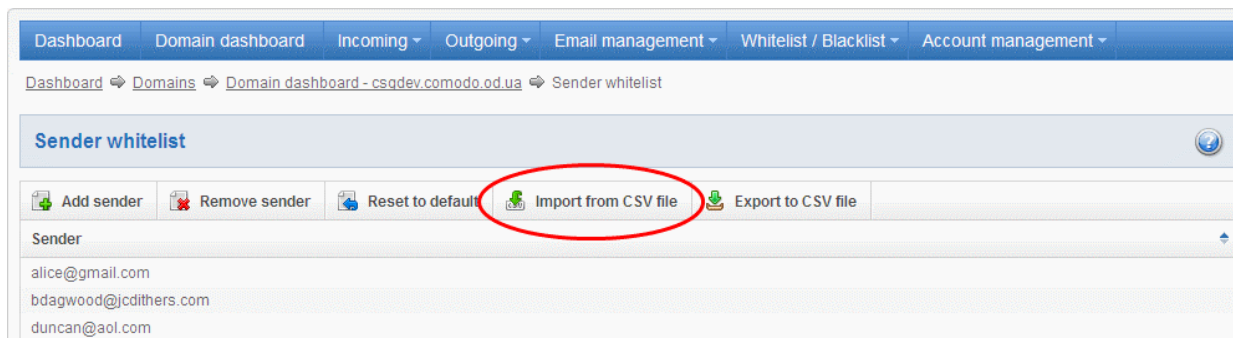 Dashboard Domain dashboard Incoming Outgoing Email management Whitelist / Blacklist Account management
Dashboard Domains Domain dashboard - csgdev.comodo.od.ua Sender whitelist
Sender whitelist
Add sender Remove sender Reset to default Import from CSV file Export to CSV file
Sender
alice@gmail.com
bdagwood@jcdithers.com
duncan@aol.com